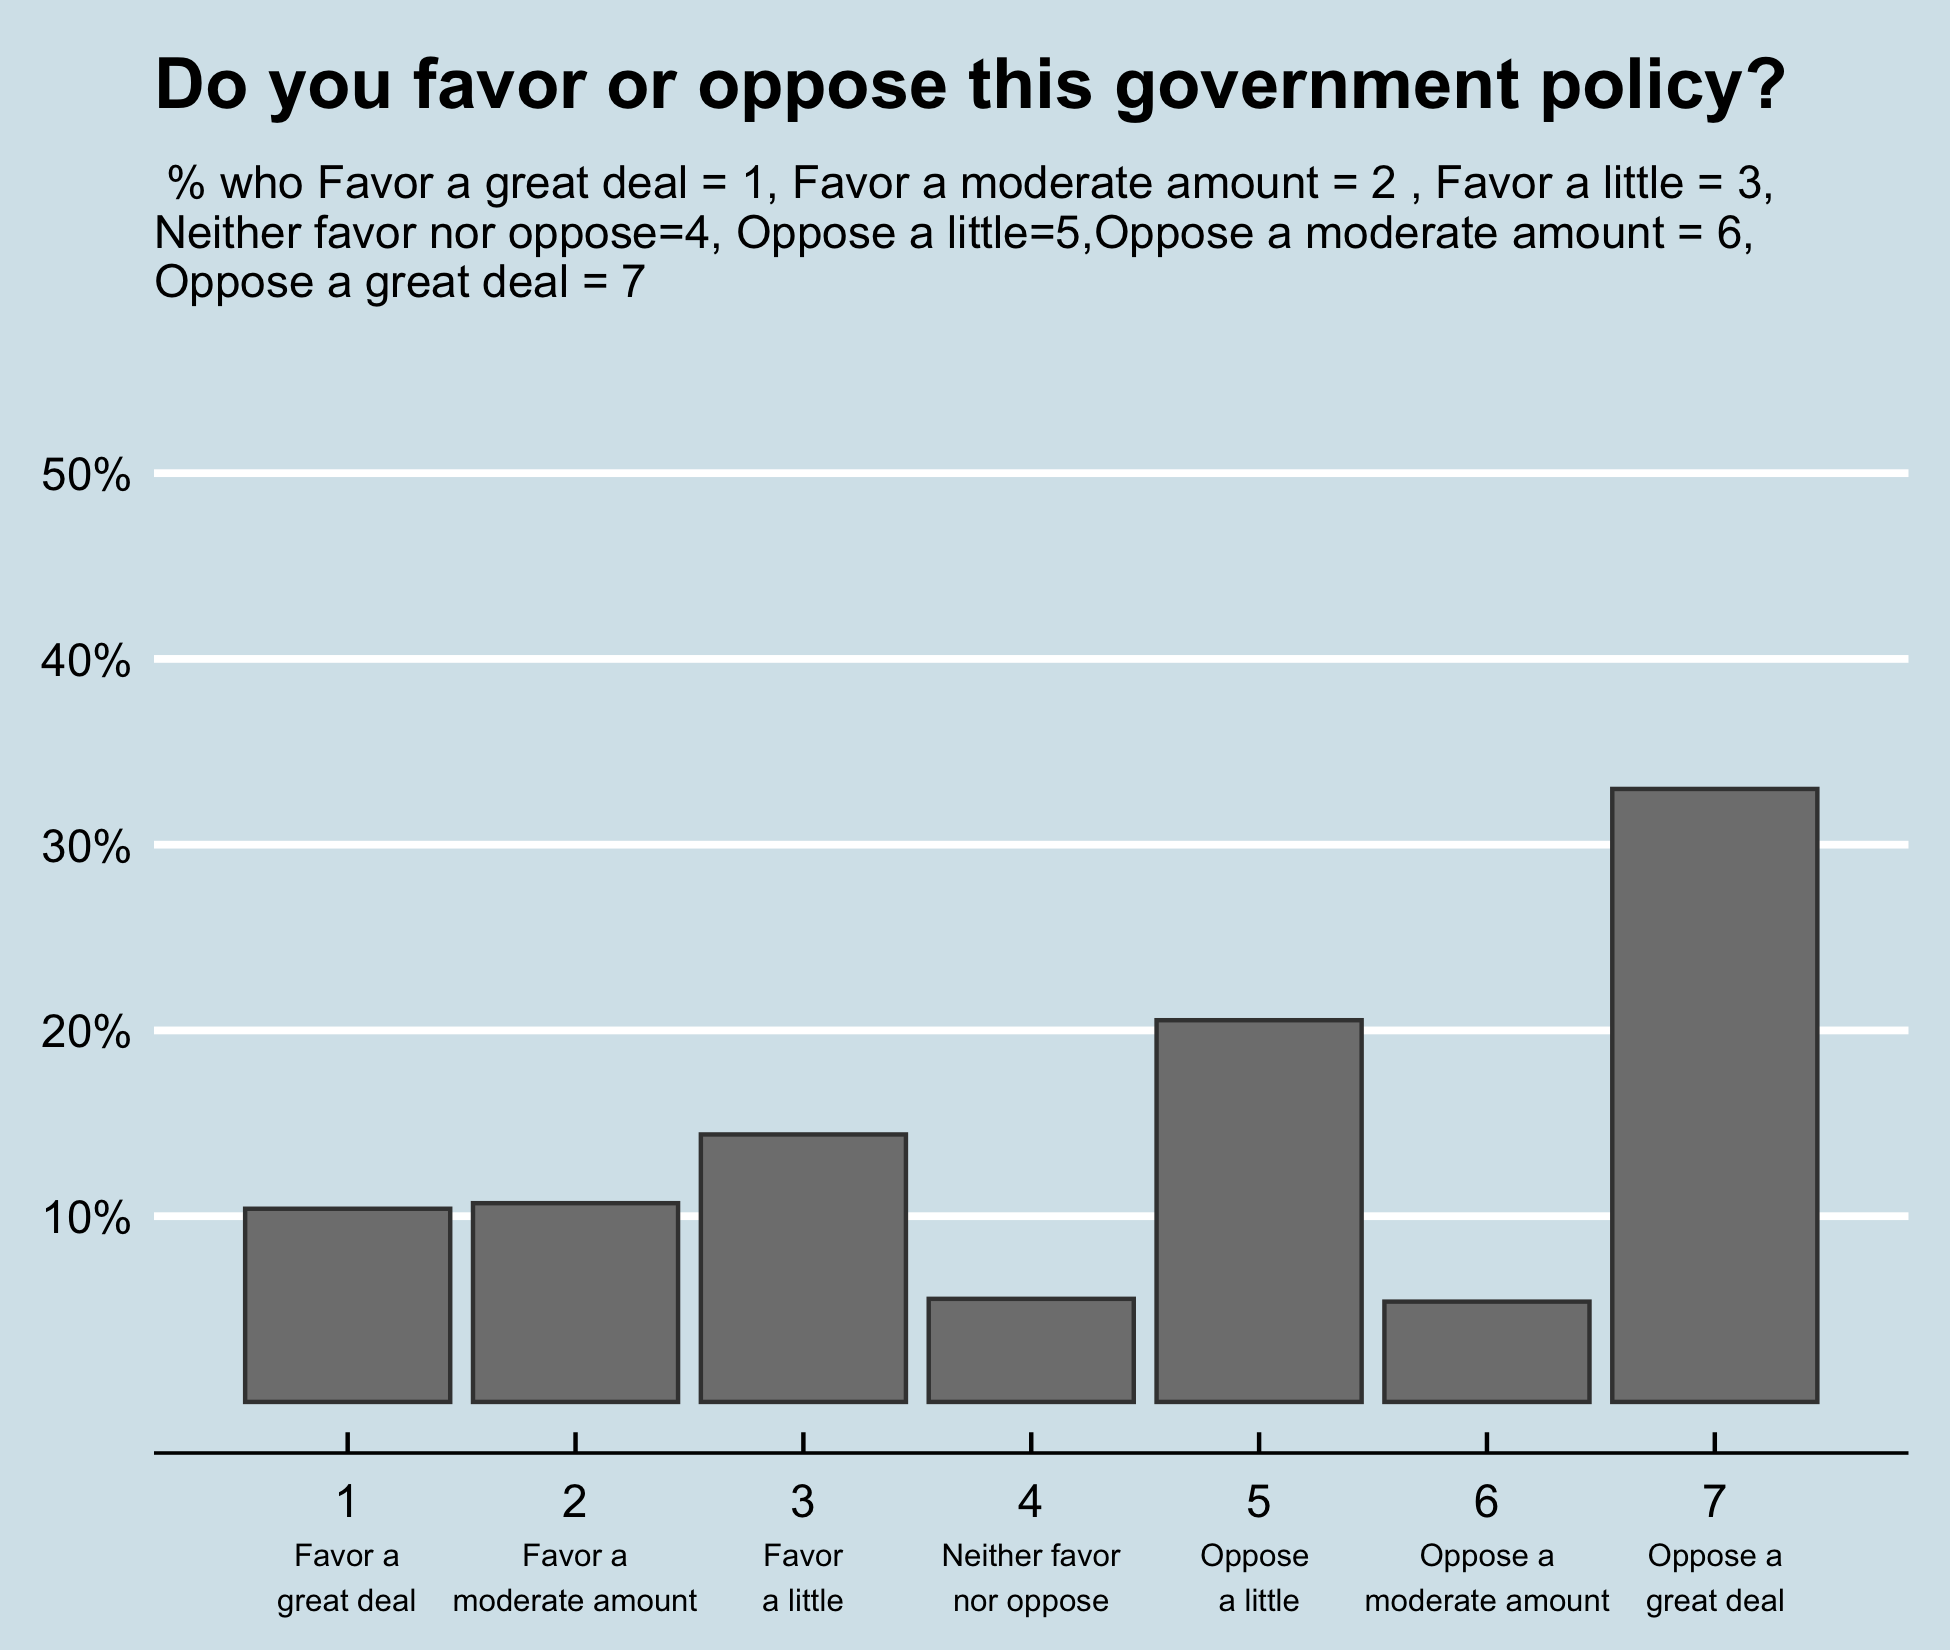 Do you favor or oppose this government policy?
% who Favor a great deal = 1, Favor a moderate amount = 2 , Favor a little = 3,
Neither favor nor oppose=4, Oppose a little=5,Oppose a moderate amount = 6,
Oppose a great deal = 7
50%
40%
30%
20%
10%
1 2 3 4 5 6 7
Favor a Favor a Favor Neither favor Oppose Oppose a Oppose a
great deal moderate amount a little nor oppose a little moderate amount great deal